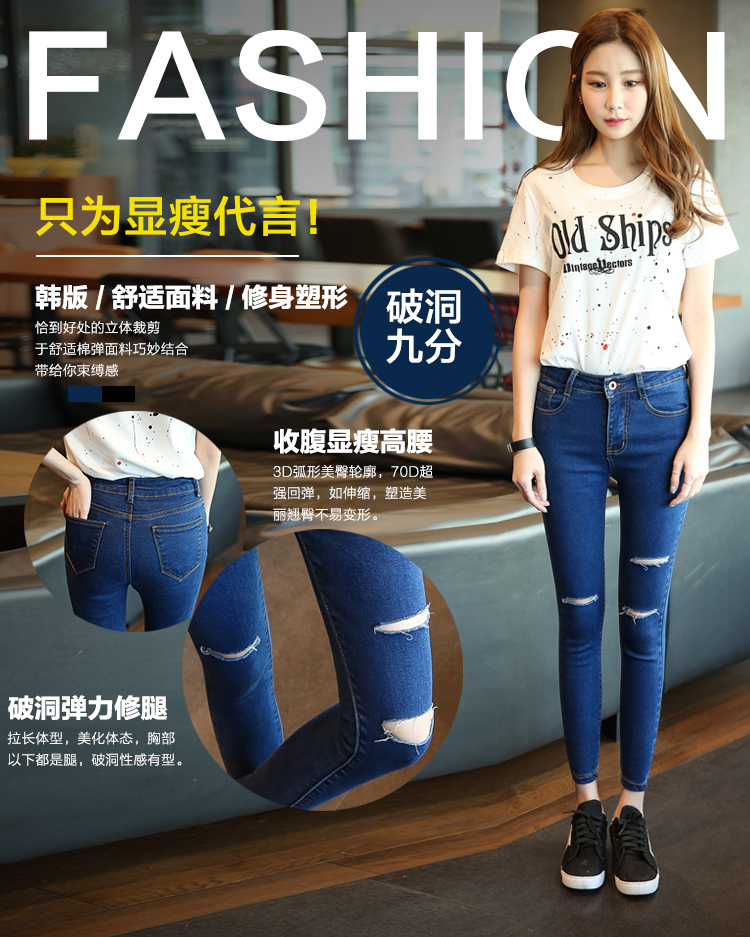 FASHION
只为显瘦代言!
韩版 / 舒适面料 / 修身塑形
恰到好处的立体裁剪
于舒适棉弹面料巧妙结合
带给你束缚感
破洞
九分
Old Ships
VintageVectors
收腹显瘦高腰
3D弧形美臀轮廓，70D超
强回弹，如伸缩，塑造美
丽翘臀不易变形。
破洞弹力修腿
拉长体型，美化体态，胸部
以下都是腿，破洞性感有型。